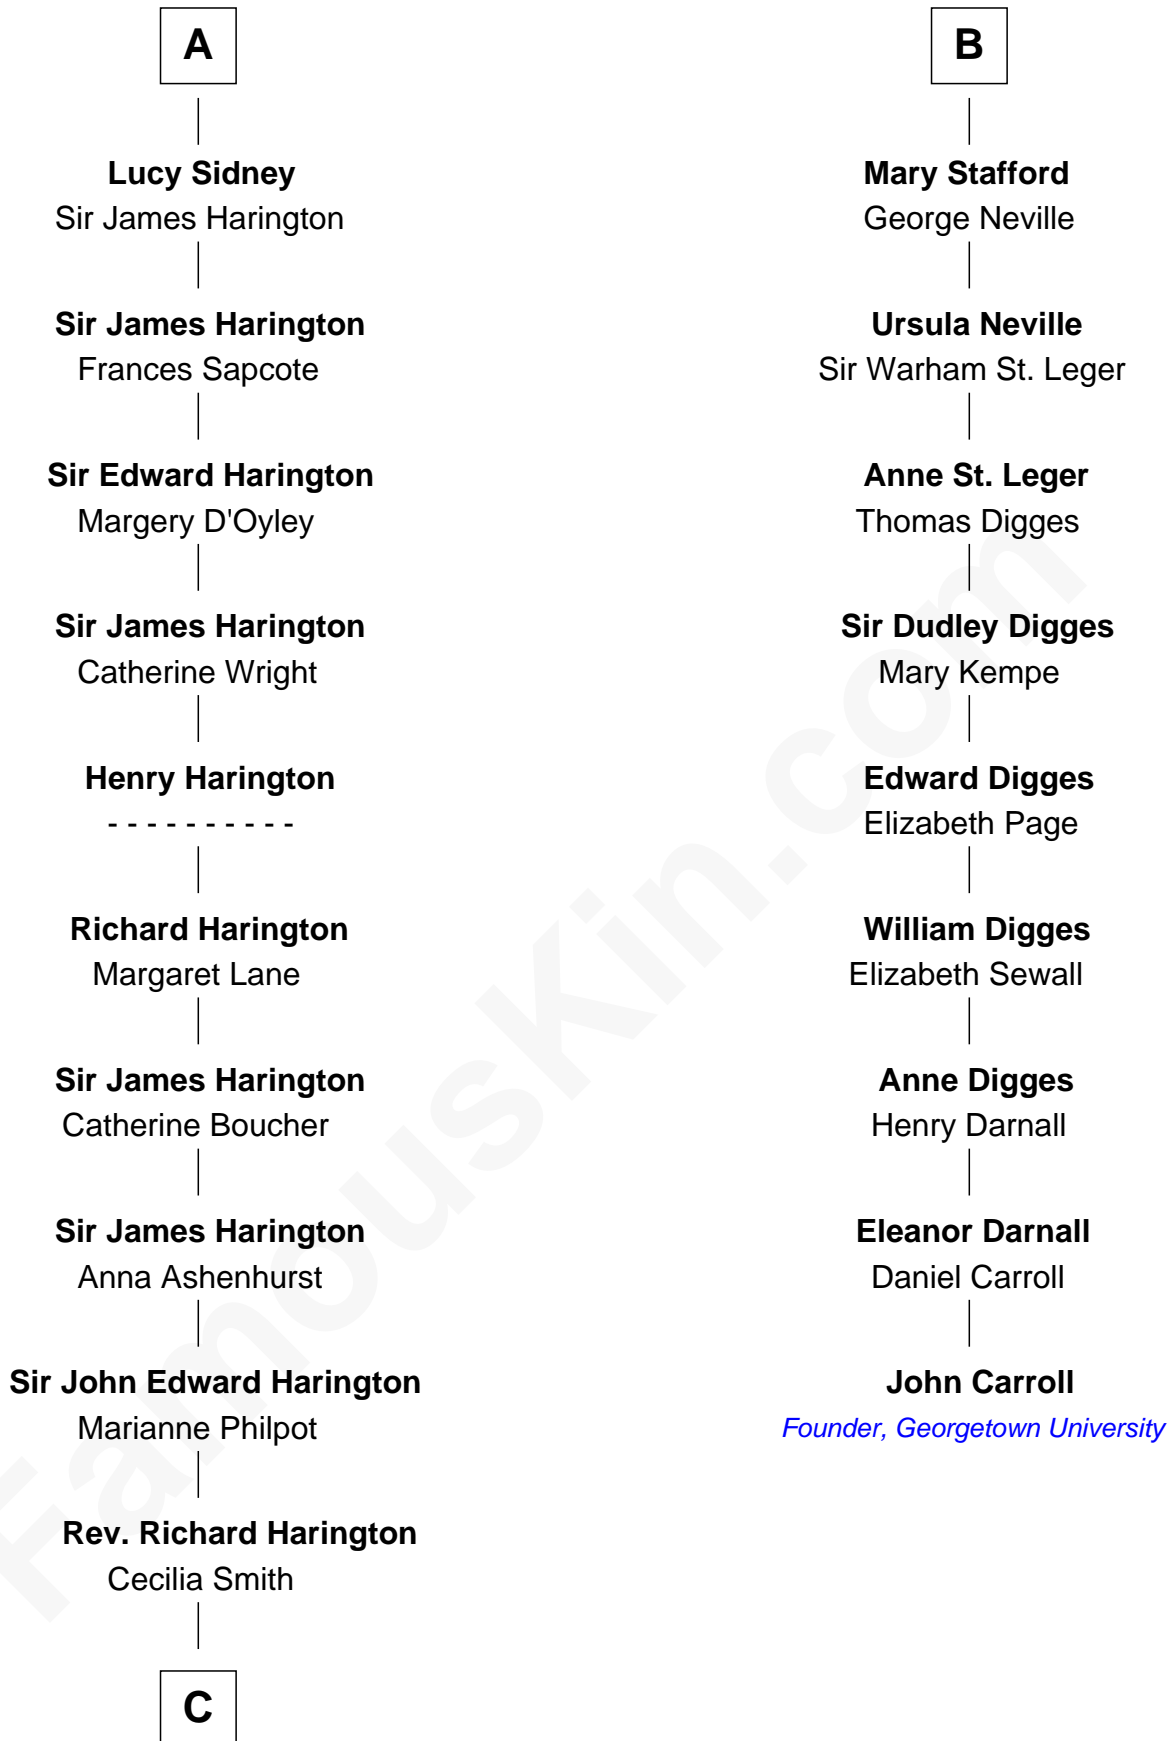 A
Lucy Sidney
Sir James Harington
Sir James Harington
Frances Sapcote
Sir Edward Harington
Margery D'Oyley
Sir James Harington
Catherine Wright
Henry Harington
- - - - - - - - - -
Richard Harington
Margaret Lane
Sir James Harington
Catherine Boucher
Sir James Harington
Anna Ashenhurst
Sir John Edward Harington
Marianne Philpot
Rev. Richard Harington
Cecilia Smith
C
B
Mary Stafford
George Neville
Ursula Neville
Sir Warham St. Leger
Anne St. Leger
Thomas Digges
Sir Dudley Digges
Mary Kempe
Edward Digges
Elizabeth Page
William Digges
Elizabeth Sewall
Anne Digges
Henry Darnall
Eleanor Darnall
Daniel Carroll
John Carroll
Founder, Georgetown University
FamousKin.com